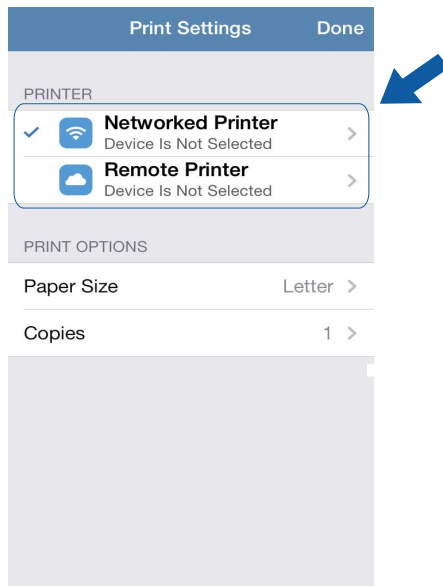 Print Settings Done
PRINTER
Networked Printer
Device Is Not Selected
Remote Printer
Device Is Not Selected
PRINT OPTIONS
Paper Size Letter
Copies 1